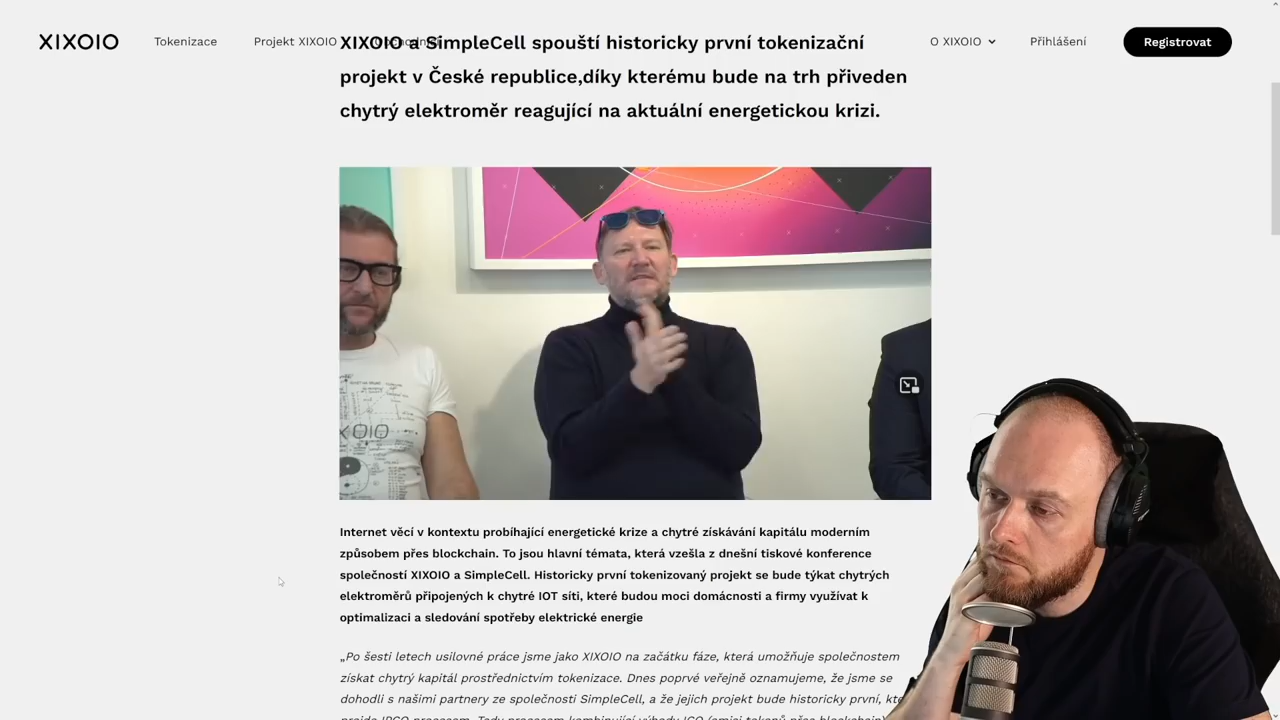 XIXOIO
Tokenizace
Projekt XIXOIO
O XIXOIO
Přihlášení
Registrovat
XIXOIO a SimpleCell spouští historicky první tokenizační
projekt v České republice,díky kterému bude na trh přiveden
chytrý elektroměr reagující na aktuální energetickou krizi.
XOIO
Internet věcí v kontextu probíhající energetické krize a chytré získávání kapitálu moderním
způsobem přes blockchain. To jsou hlavní témata, která vzešla z dnešní tiskové konference
společností XIXOIO a SimpleCell. Historicky první tokenizovaný projekt se bude týkat chytrých
elektroměrů připojených k chytré IOT síti, které budou moci domácnosti a firmy využívat k
optimalizaci a sledování spotřeby elektrické energie
„Po šesti letech usilovné práce jsme jako XIXOIO na začátku fáze, která umožňuje společnostem
získat chytrý kapitál prostřednictvím tokenizace. Dnes poprvé veřejně oznamujeme, že jsme se
dohodli s našimi partnery ze společnosti SimpleCell, a že jejich projekt bude historicky první,